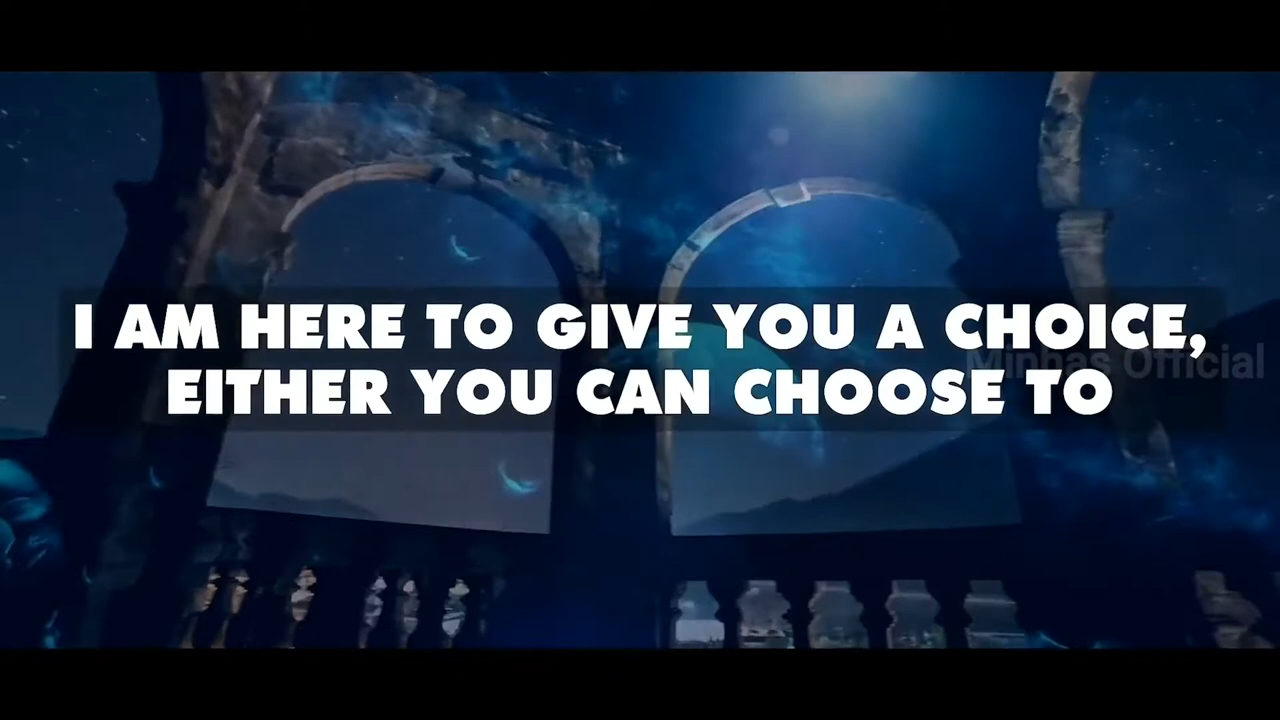 I AM HERE TO GIVE YOU A CHOICE,
EITHER YOU CAN CHOOSE TO
Minhas Official